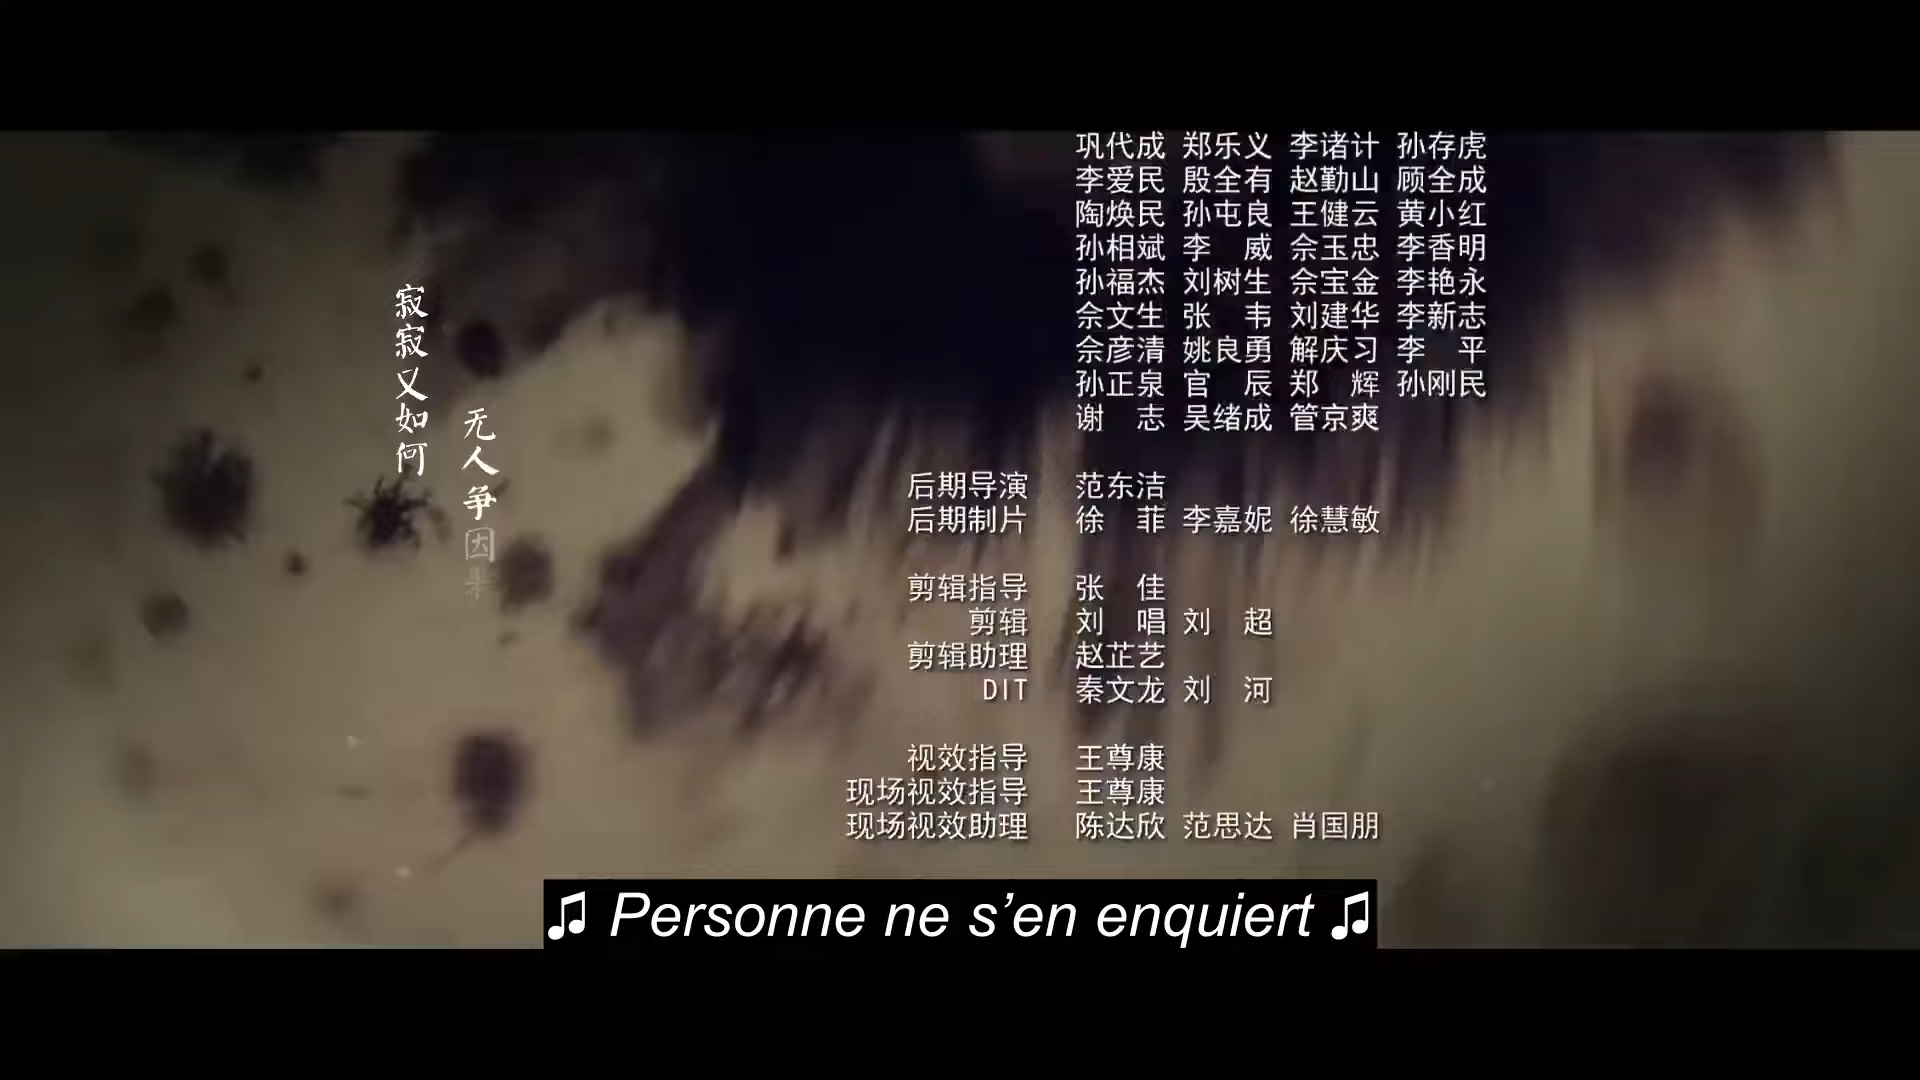 寂寂又如何
无人争因果
巩代成 郑乐义 李诸计 孙存虎
李爱民 殷全有 赵勤山 顾全成
陶焕民 孙屯良 王健云 黄小红
孙相斌 李 威 佘玉忠 李香明
孙福杰 刘树生 佘宝金 李艳永
佘文生 张 韦 刘建华 李新志
佘彦清 姚良勇 解庆习 李 平
孙正泉 官 辰 郑 辉 孙刚民
谢 志 吴绪成 管京爽
后期导演 范东洁
后期制片 徐 菲 李嘉妮 徐慧敏
剪辑指导 张 佳
剪辑 刘 唱 刘 超
剪辑助理 赵芷艺
DIT 秦文龙 刘 河
视效指导 王尊康
现场视效指导 王尊康
现场视效助理 陈达欣 范思达 肖国朋
♫ Personne ne s’en enquiert ♫